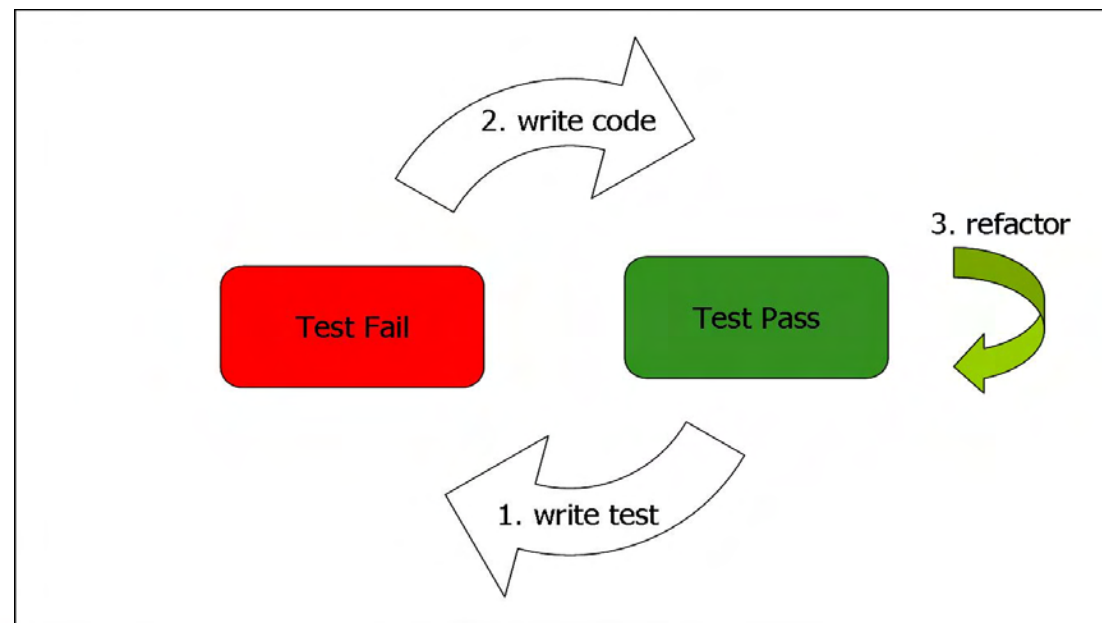 2. write code
3. refactor
Test Fail
Test Pass
1. write test